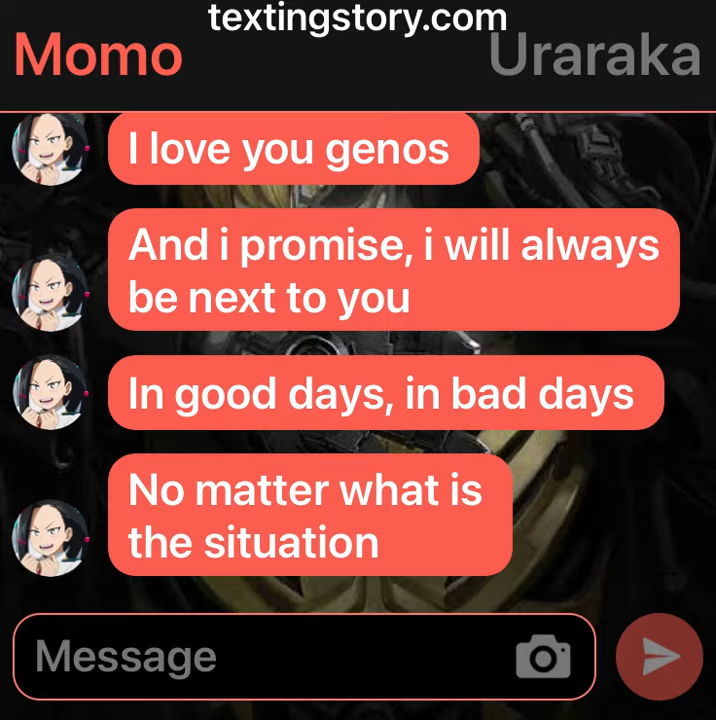 textingstory.com
Momo Uraraka
I love you genos
And i promise, i will always
be next to you
In good days, in bad days
No matter what is
the situation
Message